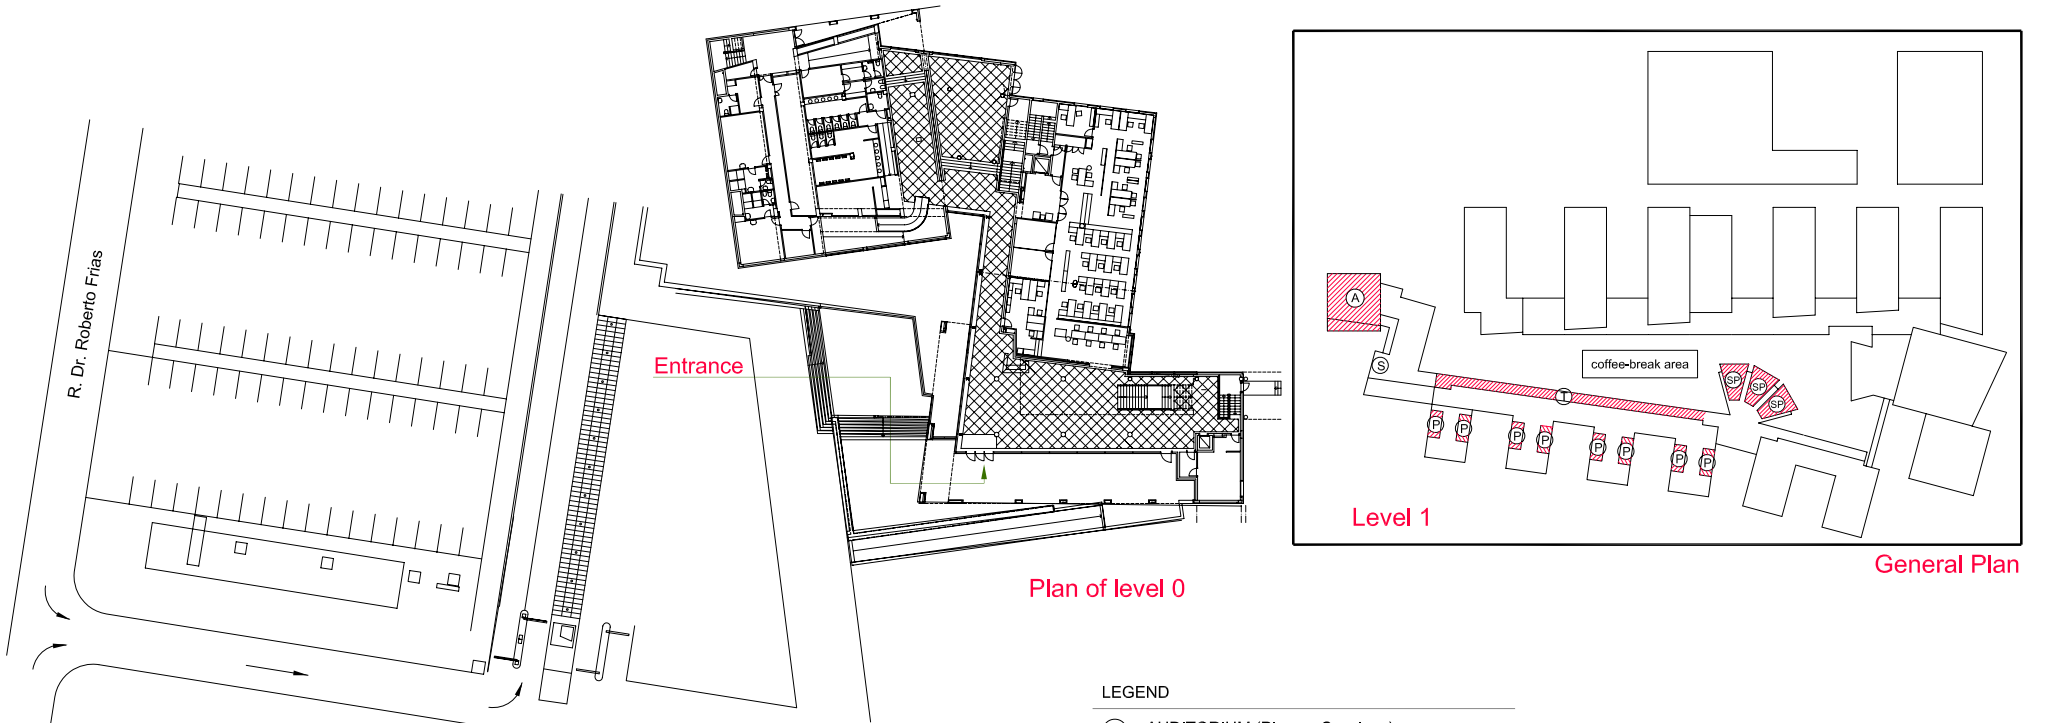 R. Dr. Roberto Frias
Entrance
Plan of level 0
A
S
coffee-break area
T
SP
SP
SP
P
P
P
P
P
P
P
P
Level 1
General Plan
LEGEND